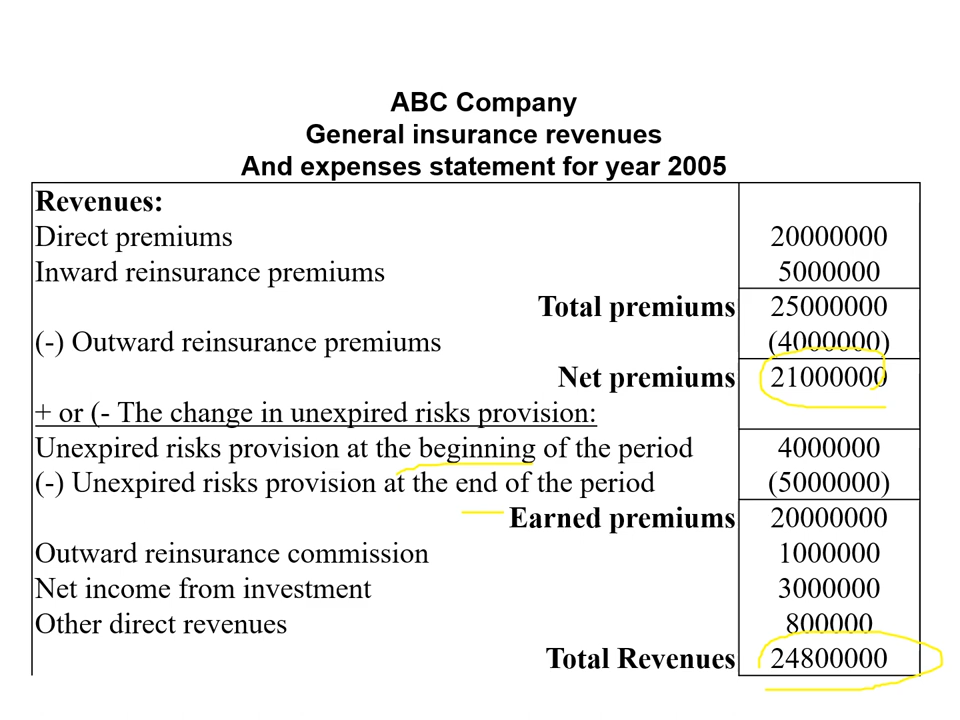 ABC Company
General insurance revenues
And expenses statement for year 2005
Revenues:
Direct premiums 20000000
Inward reinsurance premiums 5000000
Total premiums 25000000
(-) Outward reinsurance premiums (4000000)
Net premiums 21000000
+ or (- The change in unexpired risks provision:
Unexpired risks provision at the beginning of the period 4000000
(-) Unexpired risks provision at the end of the period (5000000)
Earned premiums 20000000
Outward reinsurance commission 1000000
Net income from investment 3000000
Other direct revenues 800000
Total Revenues 24800000